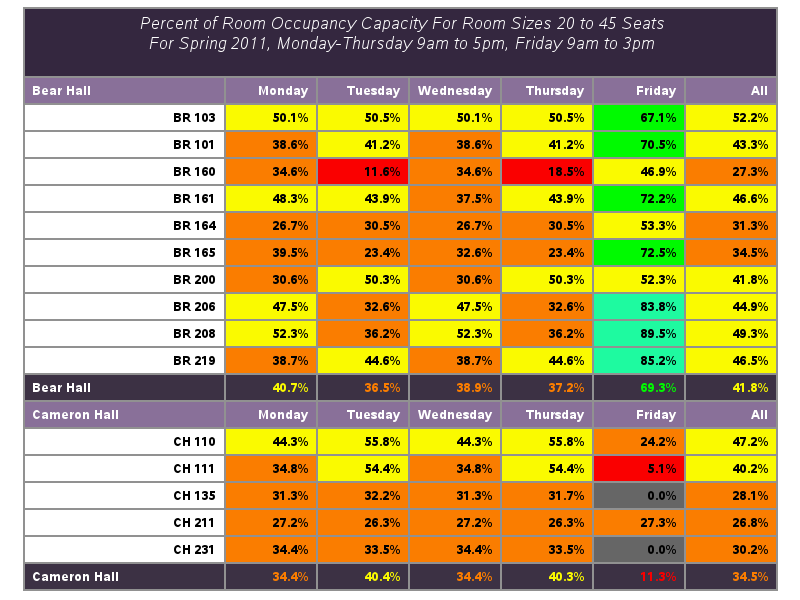 Percent of Room Occupancy Capacity For Room Sizes 20 to 45 Seats
For Spring 2011, Monday-Thursday 9am to 5pm, Friday 9am to 3pm
Bear Hall Monday Tuesday Wednesday Thursday Friday All
BR 103 50.1% 50.5% 50.1% 50.5% 67.1% 52.2%
BR 101 38.6% 41.2% 38.6% 41.2% 70.5% 43.3%
BR 160 34.6% 11.6% 34.6% 18.5% 46.9% 27.3%
BR 161 48.3% 43.9% 37.5% 43.9% 72.2% 46.6%
BR 164 26.7% 30.5% 26.7% 30.5% 53.3% 31.3%
BR 165 39.5% 23.4% 32.6% 23.4% 72.5% 34.5%
BR 200 30.6% 50.3% 30.6% 50.3% 52.3% 41.8%
BR 206 47.5% 32.6% 47.5% 32.6% 83.8% 44.9%
BR 208 52.3% 36.2% 52.3% 36.2% 89.5% 49.3%
BR 219 38.7% 44.6% 38.7% 44.6% 85.2% 46.5%
Bear Hall 40.7% 36.5% 38.9% 37.2% 69.3% 41.8%
Cameron Hall Monday Tuesday Wednesday Thursday Friday All
CH 110 44.3% 55.8% 44.3% 55.8% 24.2% 47.2%
CH 111 34.8% 54.4% 34.8% 54.4% 5.1% 40.2%
CH 135 31.3% 32.2% 31.3% 31.7% 0.0% 28.1%
CH 211 27.2% 26.3% 27.2% 26.3% 27.3% 26.8%
CH 231 34.4% 33.5% 34.4% 33.5% 0.0% 30.2%
Cameron Hall 34.4% 40.4% 34.4% 40.3% 11.3% 34.5%